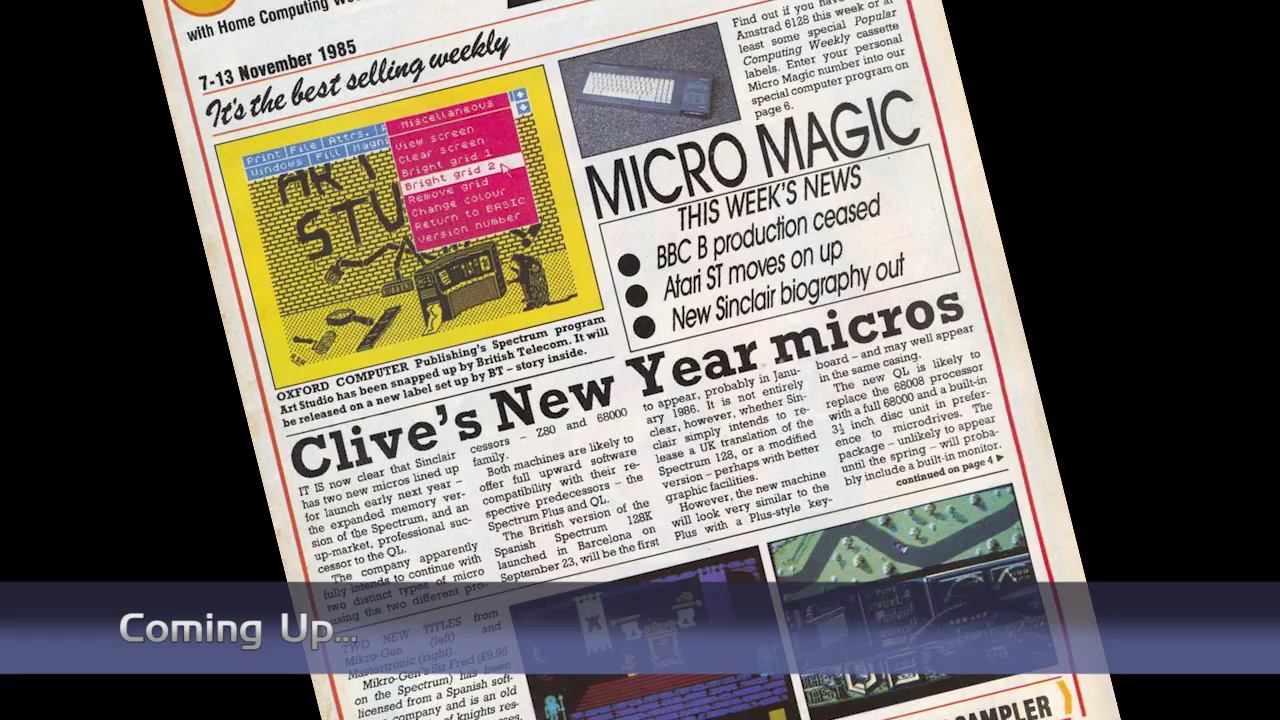 with Home Computing
7-13 November 1985
It's the best selling weekly
Print File Attrs.
Windows Fill
Miscellaneous
View screen
Clear screen
Bright grid 1
Bright grid 2
Remove grid
Change colour
Return to BASIC
Version number
ART
STU
OXFORD COMPUTER Publishing's Spectrum program
Art Studio has been snapped up by British Telecom. It will
be released on a new label set up by BT – story inside.
Find out if you have
Amstrad 6128 this week or at
least some special Popular
Computing Weekly cassette
labels. Enter your personal
Micro Magic number into our
special computer program on
page 6.
MICRO MAGIC
THIS WEEK'S NEWS
● BBC B production ceased
● Atari ST moves on up
● New Sinclair biography out
Clive's New Year micros
IT IS now clear that Sinclair
has two new micros lined up
for launch early next year –
the expanded memory ver-
sion of the Spectrum, and an
up-market, professional suc-
cessor to the QL.
The company apparently
fully intends to continue with
two distinct types of micro
using the two different pro-
cessors – Z80 and 68000
family.
Both machines are likely to
offer full upward software
compatibility with their re-
spective predecessors – the
Spectrum Plus and QL.
The British version of the
Spanish Spectrum 128K
launched in Barcelona on
September 23, will be the first
to appear, probably in Janu-
ary 1986. It is not entirely
clear, however, whether Sin-
clair simply intends to re-
lease a UK translation of the
Spectrum 128, or a modified
version – perhaps with better
graphic facilities.
However, the new machine
will look very similar to the
Plus with a Plus-style key-
board – and may well appear
in the same casing.
The new QL is likely to
replace the 68008 processor
with a full 68000 and a built-in
3½ inch disc unit in prefer-
ence to microdrives. The
package – unlikely to appear
until the spring – will proba-
bly include a built-in monitor.
continued on page 4 ▶
TWO NEW TITLES from
Mikro-Gen (left) and
Mastertronic (right).
Mikro-Gen's Sir Fred (£9.95
on the Spectrum) has been
licensed from a Spanish soft-
company and is an old
of knights res-
Coming Up...
SAMPLER